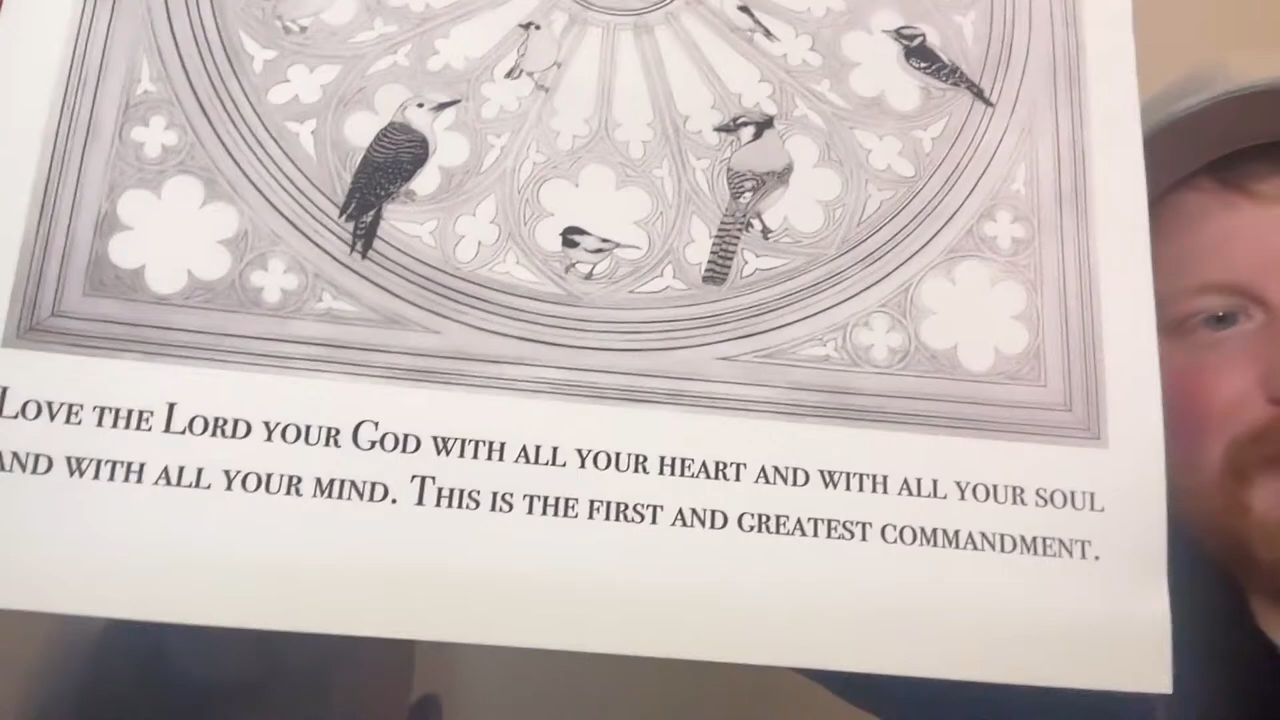 Love the Lord your God with all your heart and with all your soul
and with all your mind. This is the first and greatest commandment.